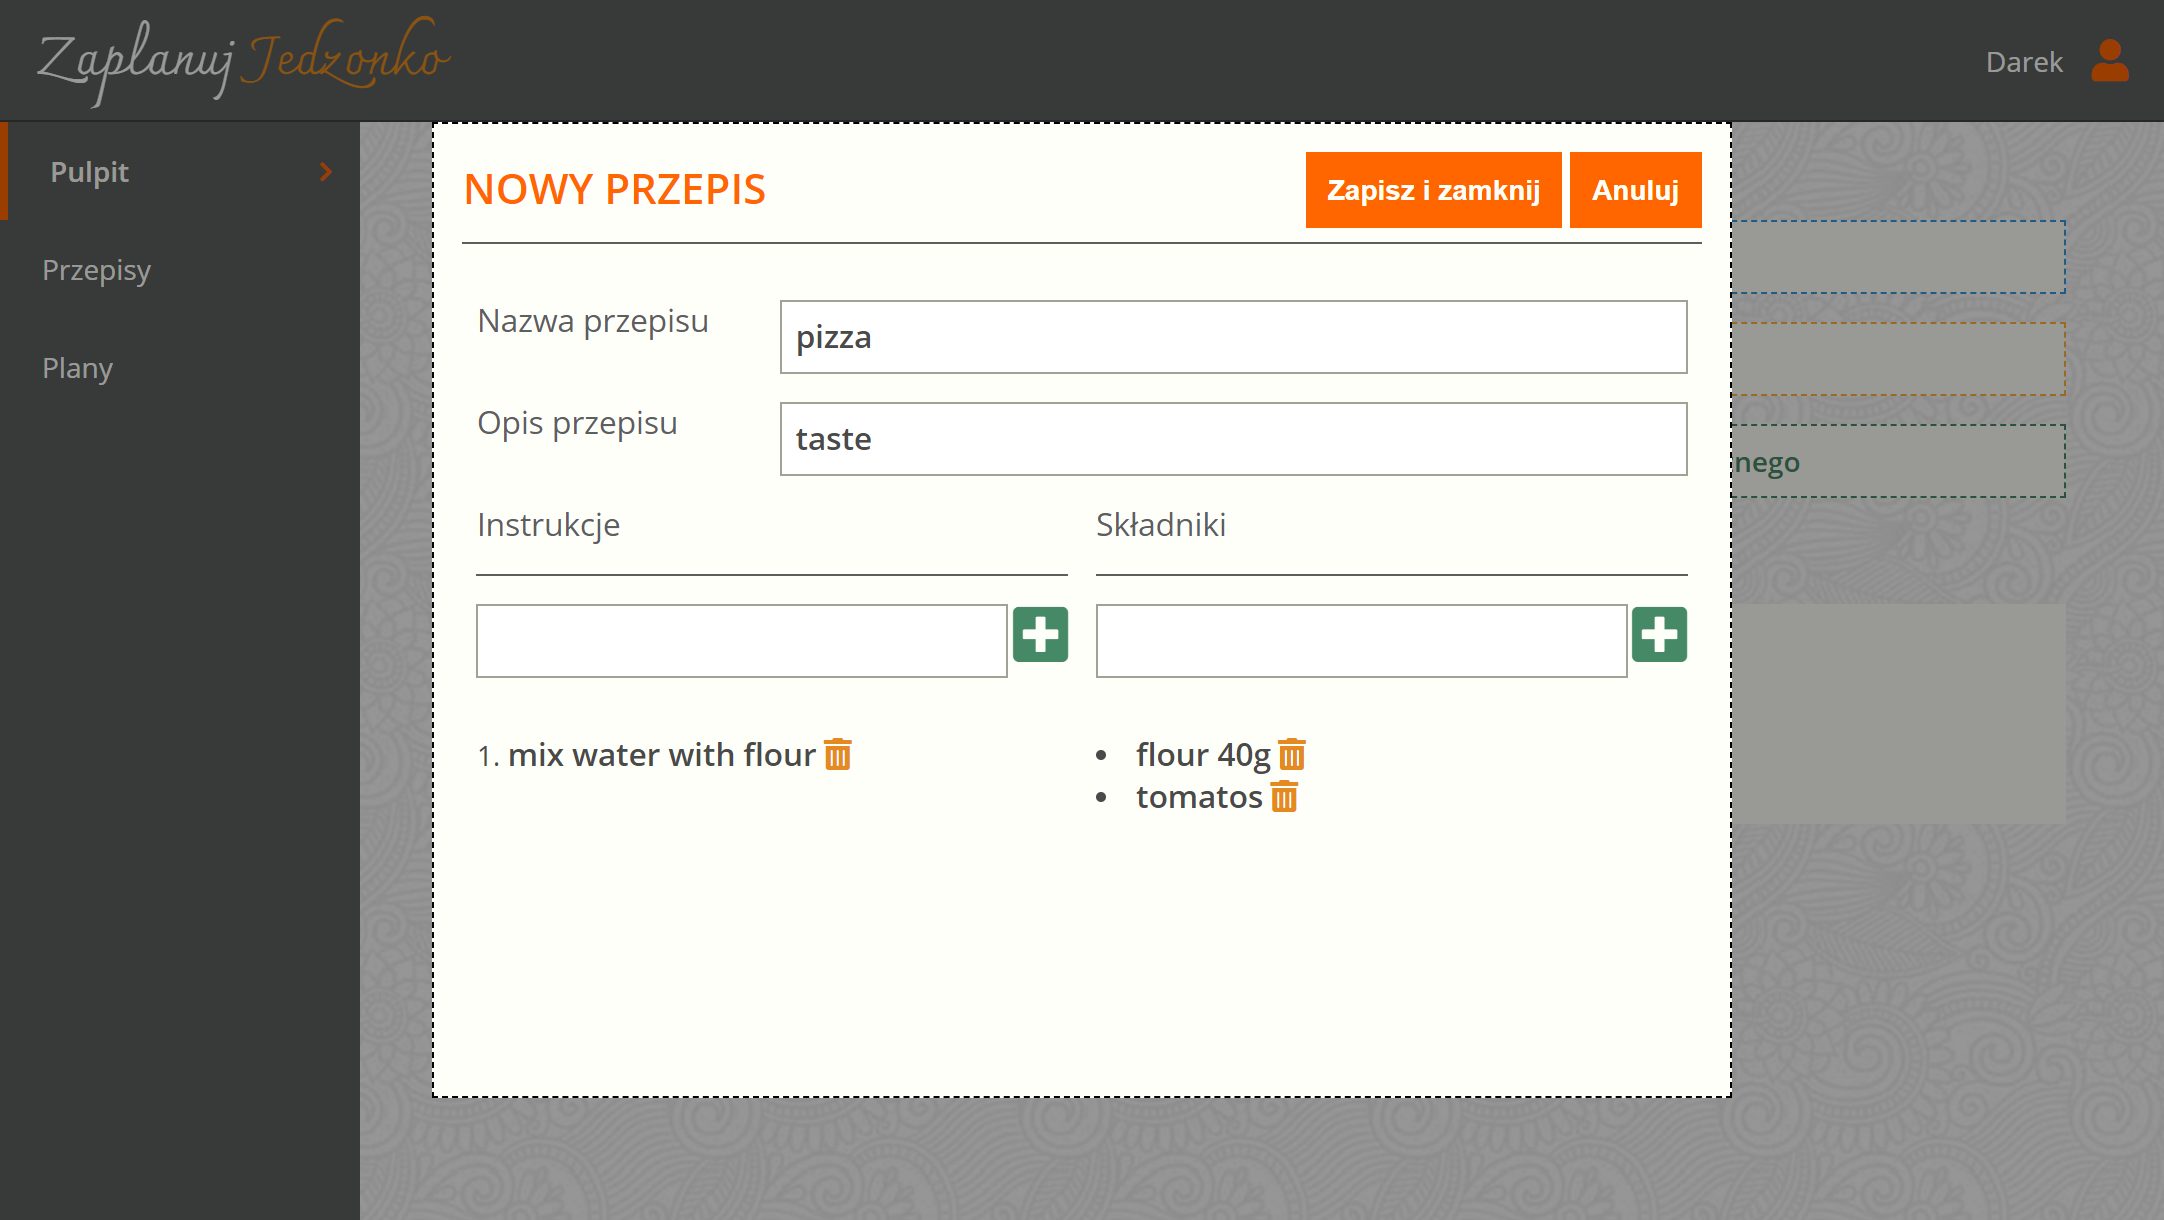 Zaplanuj Jedzonko
Darek
Pulpit
Przepisy
Plany
NOWY PRZEPIS
Zapisz i zamknij
Anuluj
Nazwa przepisu
pizza
Opis przepisu
taste
nego
Instrukcje
Składniki
1. mix water with flour
• flour 40g
• tomatos